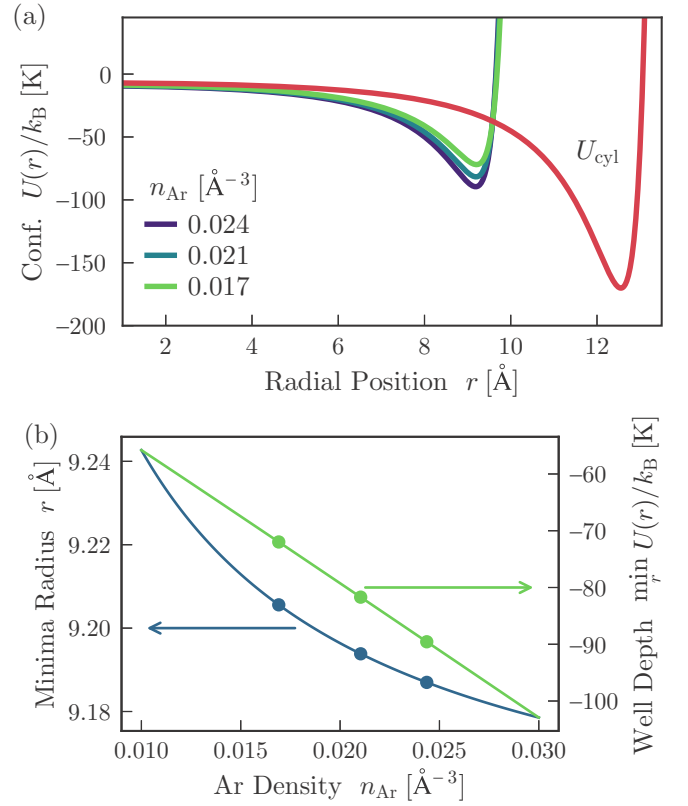 (a)
Conf. U(r)/k_B [K]
0
−50
−100
−150
−200
n_Ar [Å^−3]
0.024
0.021
0.017
U_cyl
2 4 6 8 10 12
Radial Position r [Å]
(b)
Minima Radius r [Å]
9.24
9.22
9.20
9.18
−60
−70
−80
−90
−100
Well Depth min_r U(r)/k_B [K]
0.010 0.015 0.020 0.025 0.030
Ar Density n_Ar [Å^−3]